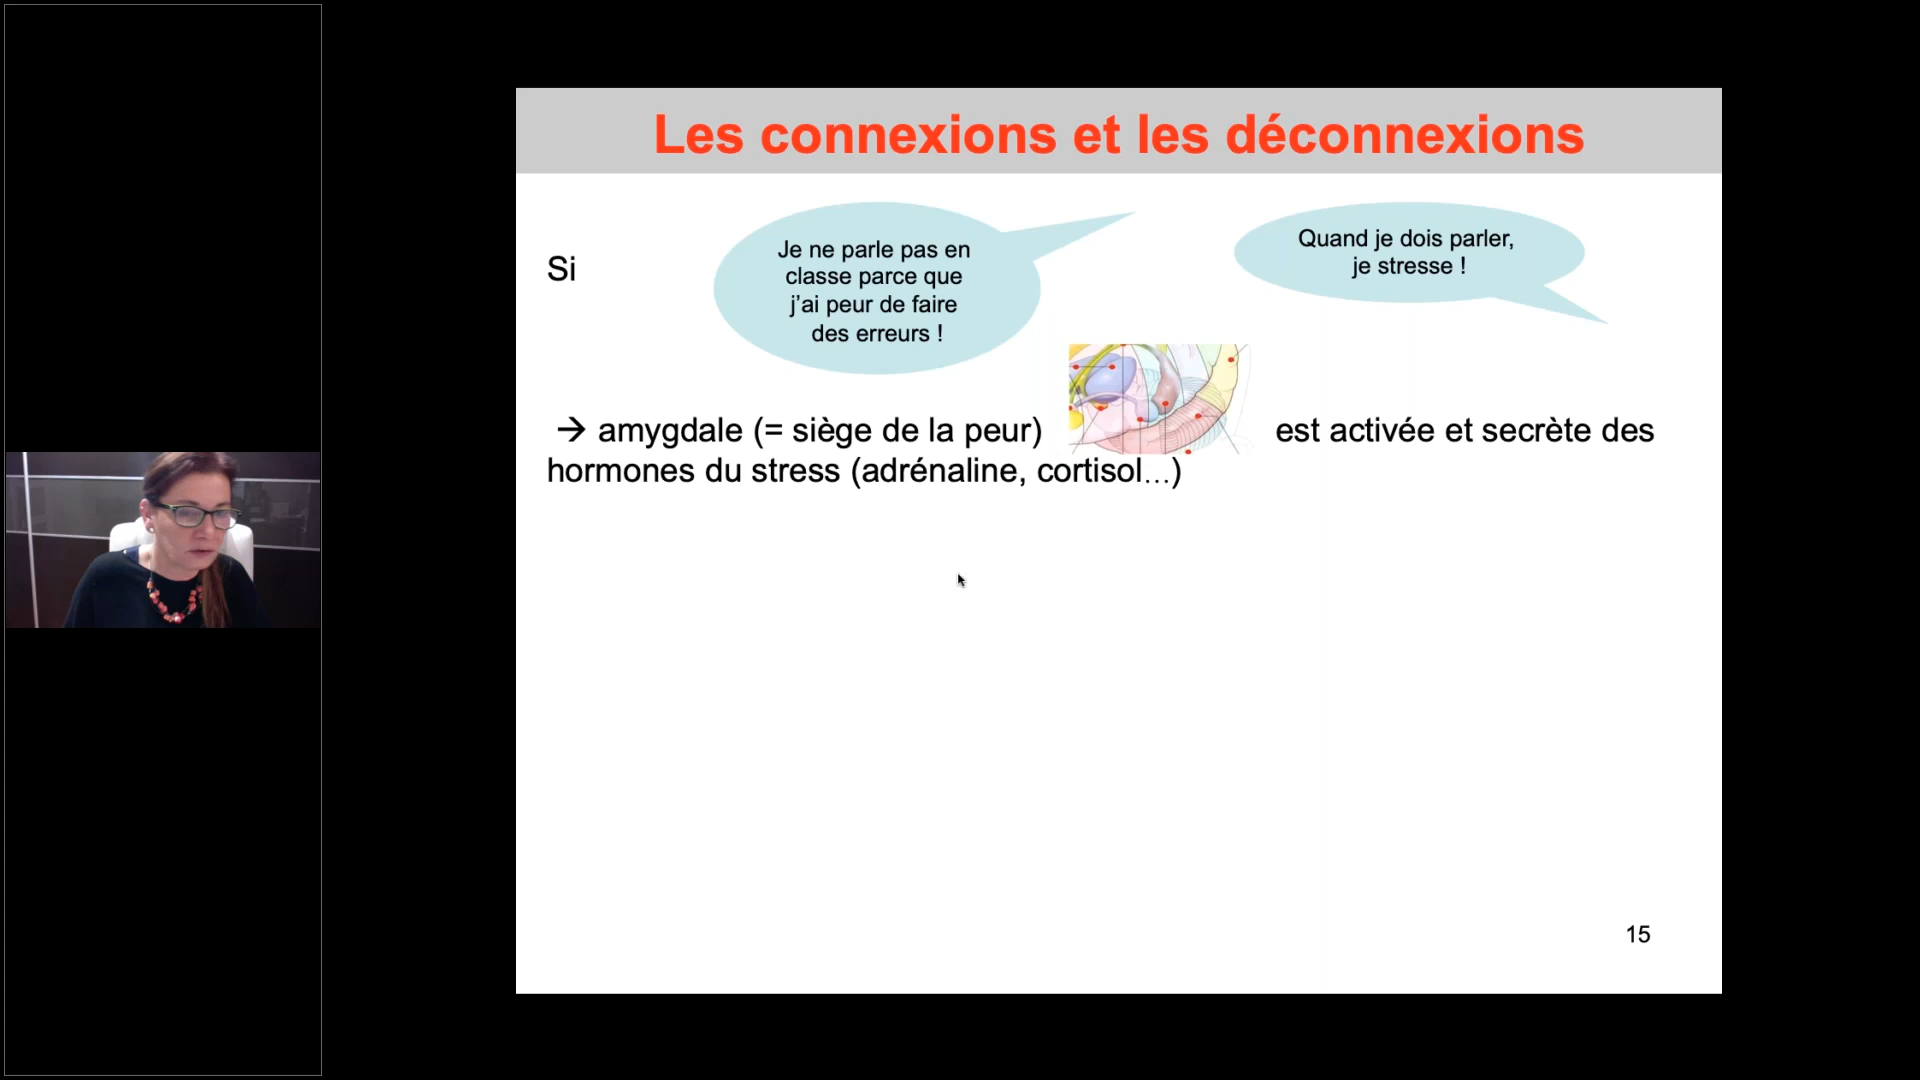 Les connexions et les déconnexions
Si
Je ne parle pas en
classe parce que
j’ai peur de faire
des erreurs !
Quand je dois parler,
je stresse !
→ amygdale (= siège de la peur) est activée et secrète des
hormones du stress (adrénaline, cortisol…)
15